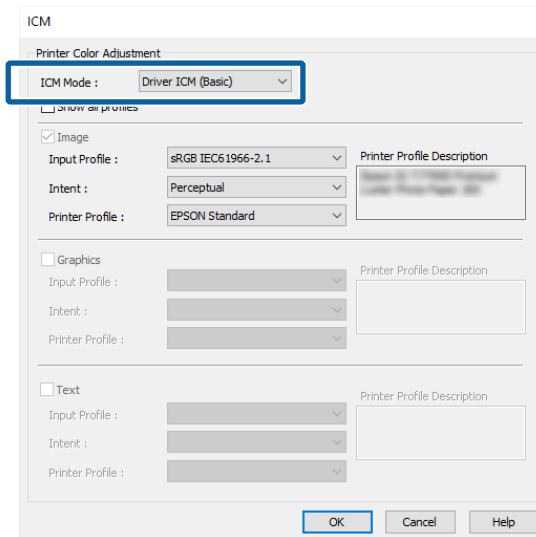 ICM
Printer Color Adjustment
ICM Mode : Driver ICM (Basic)
Show all profiles
Image
Input Profile : sRGB IEC61966-2.1 Printer Profile Description
Intent : Perceptual
Printer Profile : EPSON Standard
Graphics
Input Profile : Printer Profile Description
Intent :
Printer Profile :
Text
Input Profile : Printer Profile Description
Intent :
Printer Profile :
OK Cancel Help